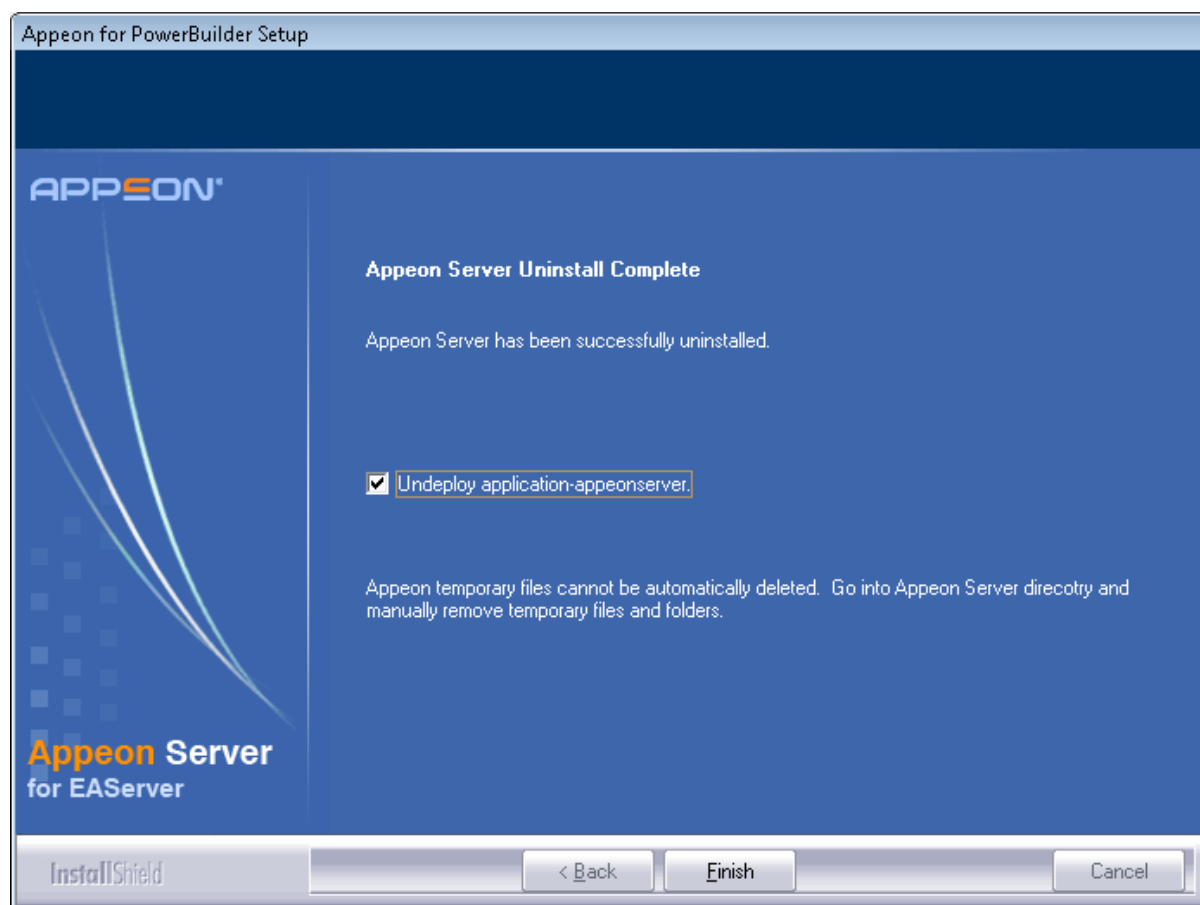 Appeon for PowerBuilder Setup
APPEON®
Appeon Server Uninstall Complete
Appeon Server has been successfully uninstalled.
Undeploy application-appeonserver.
Appeon temporary files cannot be automatically deleted. Go into Appeon Server direcotry and
manually remove temporary files and folders.
Appeon Server
for EAServer
InstallShield
< Back
Finish
Cancel